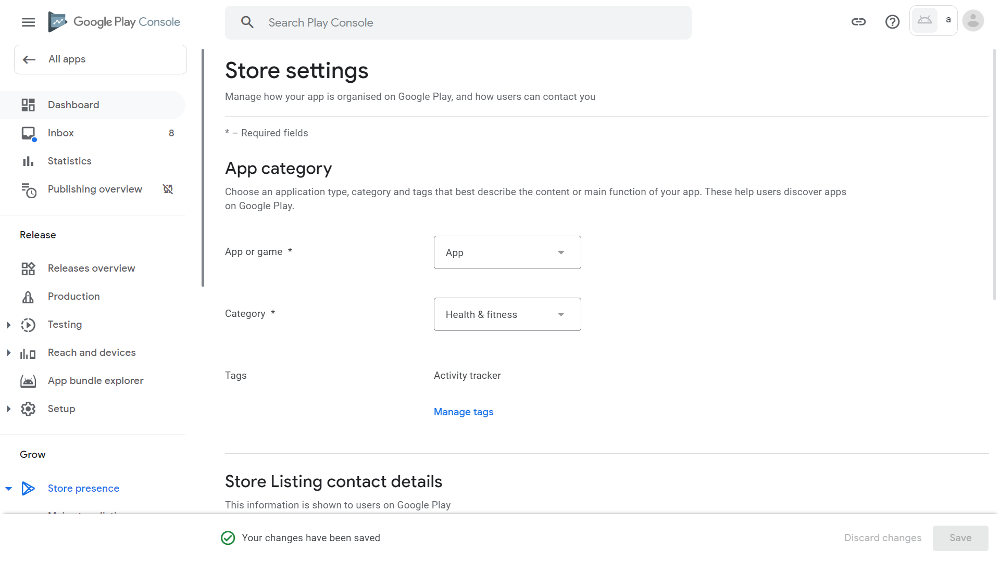 Google Play Console
Search Play Console
a
All apps
Dashboard
Inbox
8
Statistics
Publishing overview
Release
Releases overview
Production
Testing
Reach and devices
App bundle explorer
Setup
Grow
Store presence
Store settings
Manage how your app is organised on Google Play, and how users can contact you
* – Required fields
App category
Choose an application type, category and tags that best describe the content or main function of your app. These help users discover apps
on Google Play.
App or game *
App
Category *
Health & fitness
Tags
Activity tracker
Manage tags
Store Listing contact details
This information is shown to users on Google Play
Your changes have been saved
Discard changes
Save